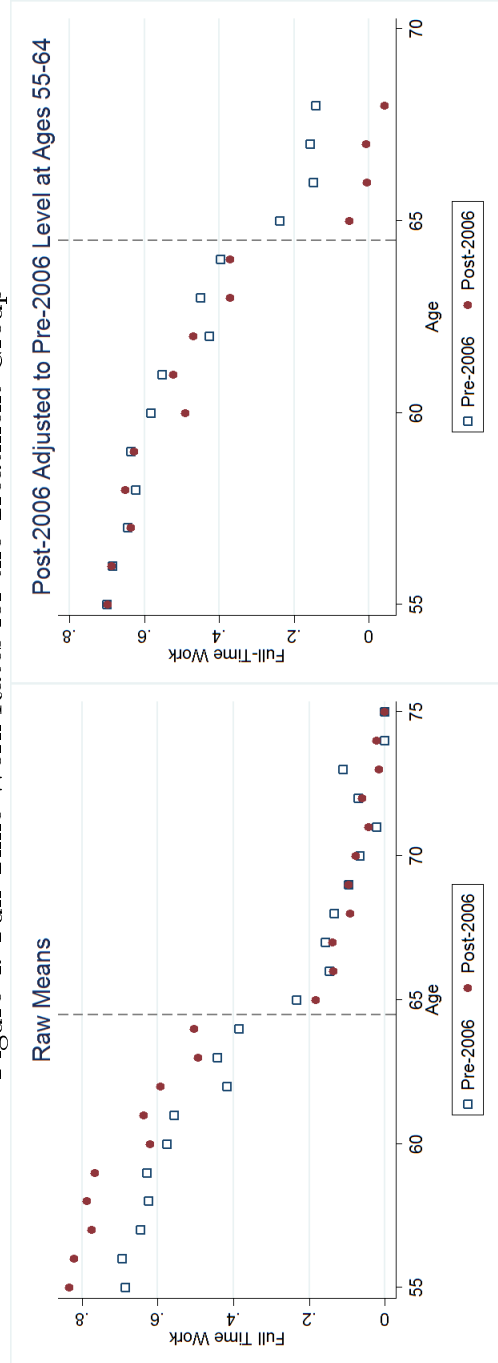 Raw Means
Full Time Work
.8
.6
.4
.2
0
55
60
65
70
75
Age
Pre-2006
Post-2006
Post-2006 Adjusted to Pre-2006 Level at Ages 55-64
Full-Time Work
.8
.6
.4
.2
0
55
60
65
70
Age
Pre-2006
Post-2006